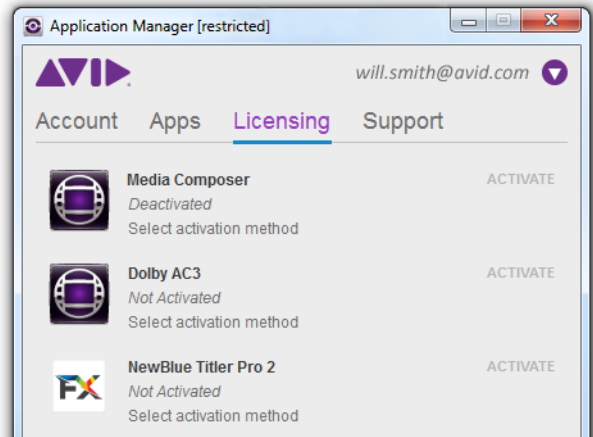 Application Manager [restricted]
AVID
will.smith@avid.com
Account Apps Licensing Support
Media Composer ACTIVATE
Deactivated
Select activation method
Dolby AC3 ACTIVATE
Not Activated
Select activation method
FX NewBlue Titler Pro 2 ACTIVATE
Not Activated
Select activation method